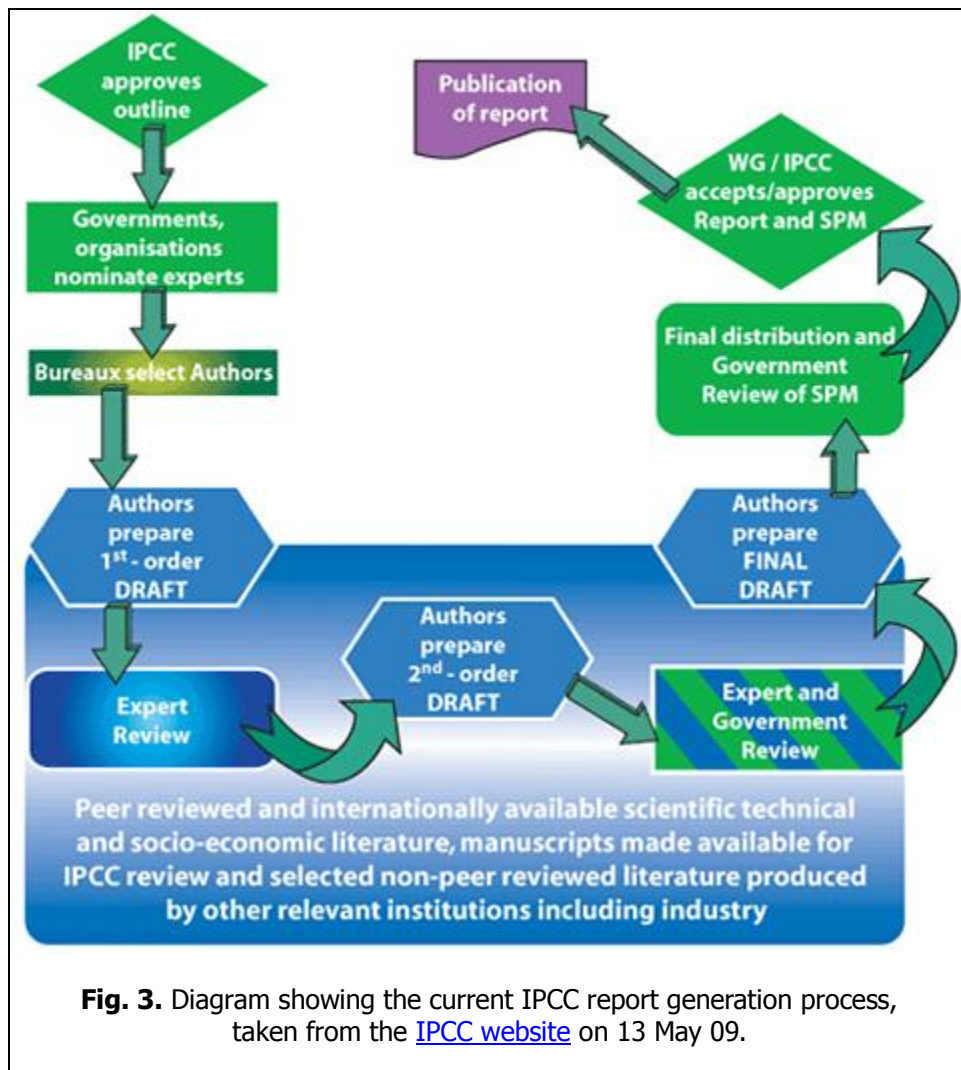 IPCC
approves
outline
Governments,
organisations
nominate experts
Bureaux select Authors
Authors
prepare
1st - order
DRAFT
Expert
Review
Authors
prepare
2nd - order
DRAFT
Expert and
Government
Review
Authors
prepare
FINAL
DRAFT
Final distribution and
Government
Review of SPM
WG / IPCC
accepts/approves
Report and SPM
Publication
of report
Peer reviewed and internationally available scientific technical
and socio-economic literature, manuscripts made available for
IPCC review and selected non-peer reviewed literature produced
by other relevant institutions including industry
Fig. 3. Diagram showing the current IPCC report generation process,
taken from the IPCC website on 13 May 09.